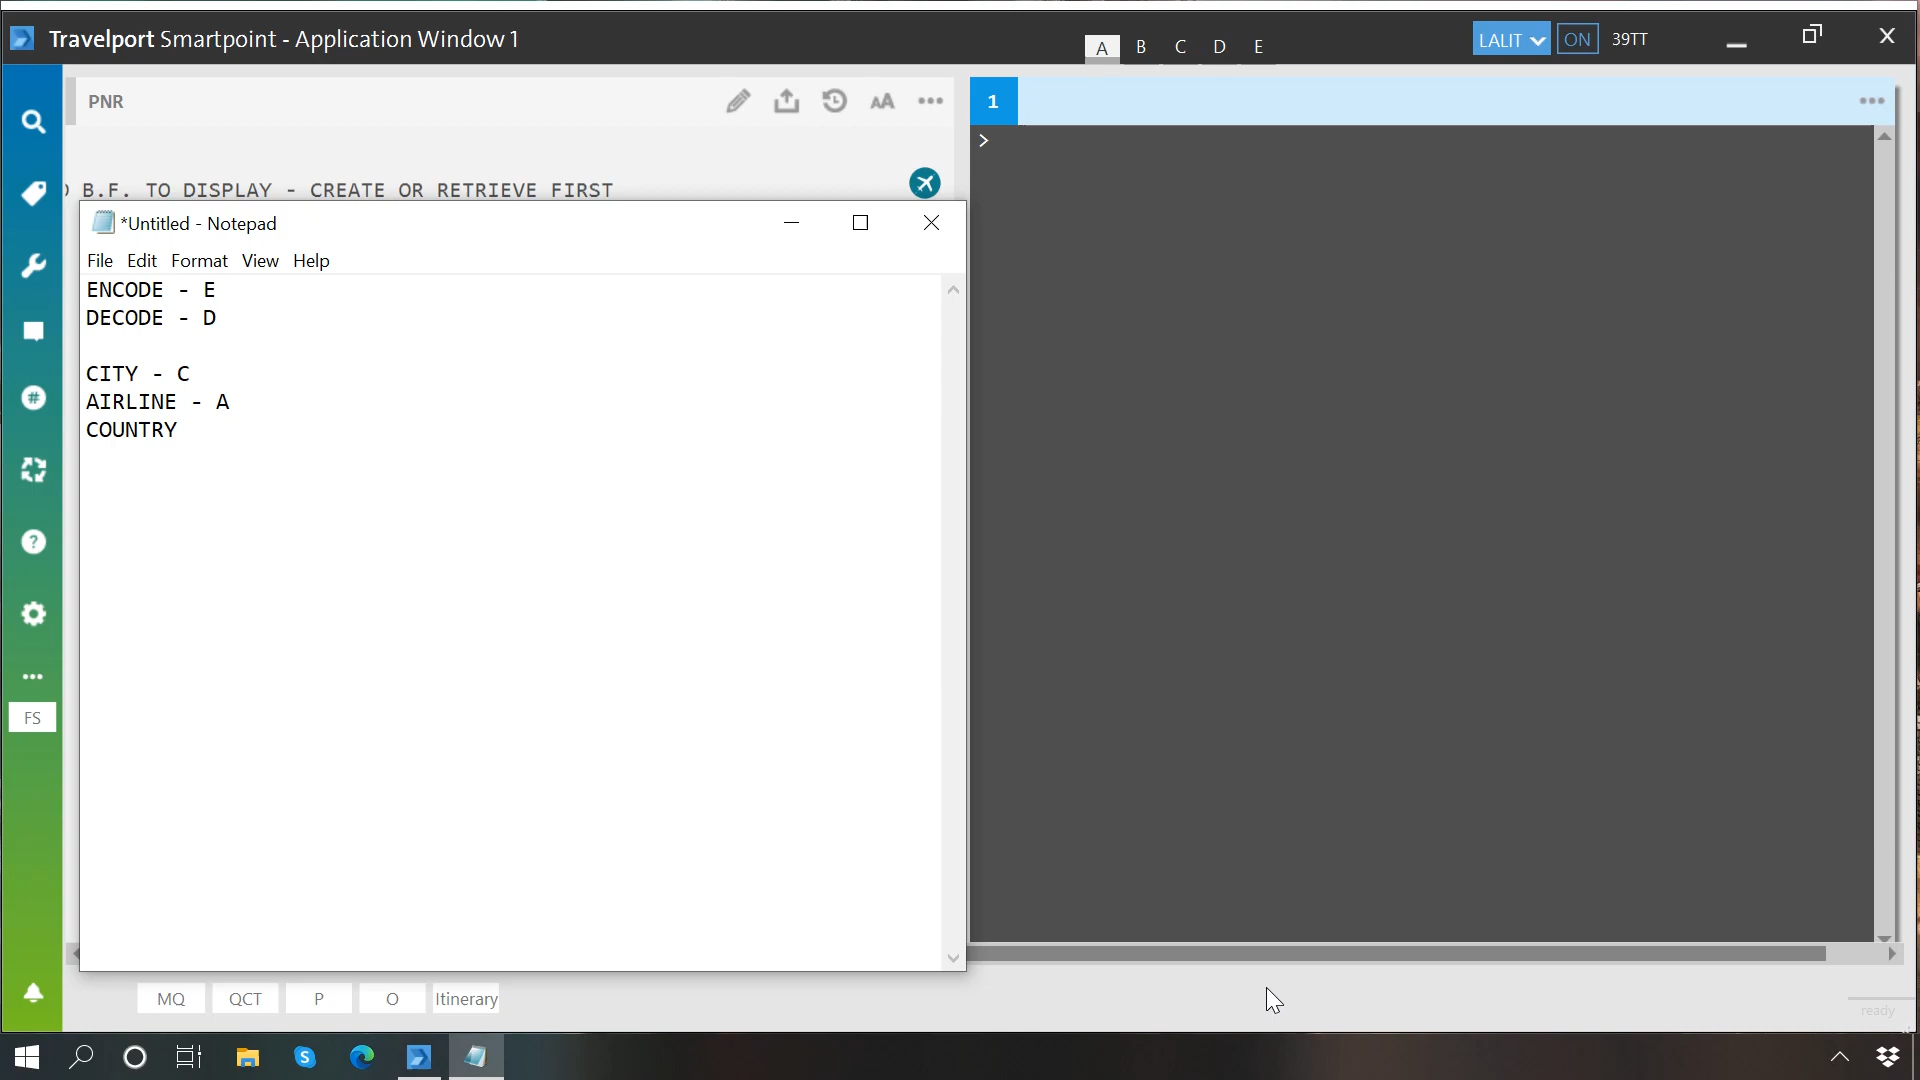 Travelport Smartpoint - Application Window 1
A B C D E
LALIT ON 39TT
PNR
1
B.F. TO DISPLAY - CREATE OR RETRIEVE FIRST
>
*Untitled - Notepad
File Edit Format View Help
ENCODE - E
DECODE - D
CITY - C
AIRLINE - A
COUNTRY
FS
MQ QCT P O Itinerary
ready